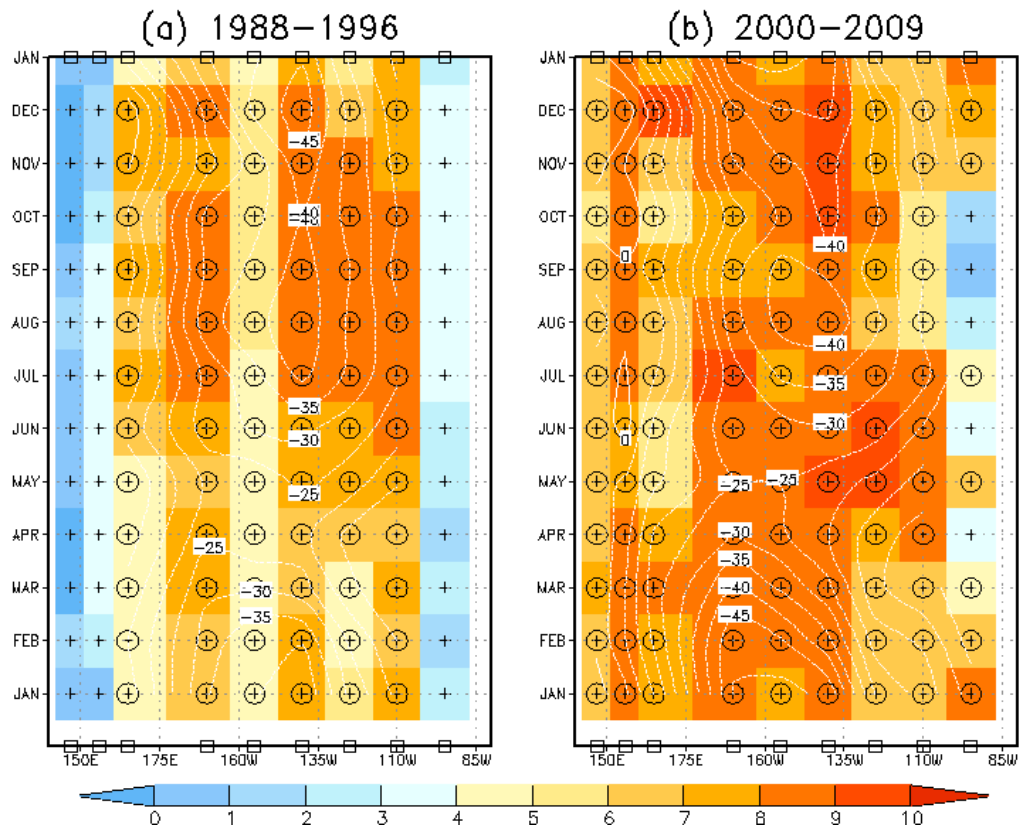 (a) 1988−1996
(b) 2000−2009
JAN
DEC
NOV
OCT
SEP
AUG
JUL
JUN
MAY
APR
MAR
FEB
JAN
−45
−40
−35
−30
−25
−25
−30
−35
150E 175E 160W 135W 110W 85W
JAN
DEC
NOV
OCT
SEP
AUG
JUL
JUN
MAY
APR
MAR
FEB
JAN
0
−40
−40
−35
−30
0
−25
−25
−30
−35
−40
−45
150E 175E 160W 135W 110W 85W
0 1 2 3 4 5 6 7 8 9 10